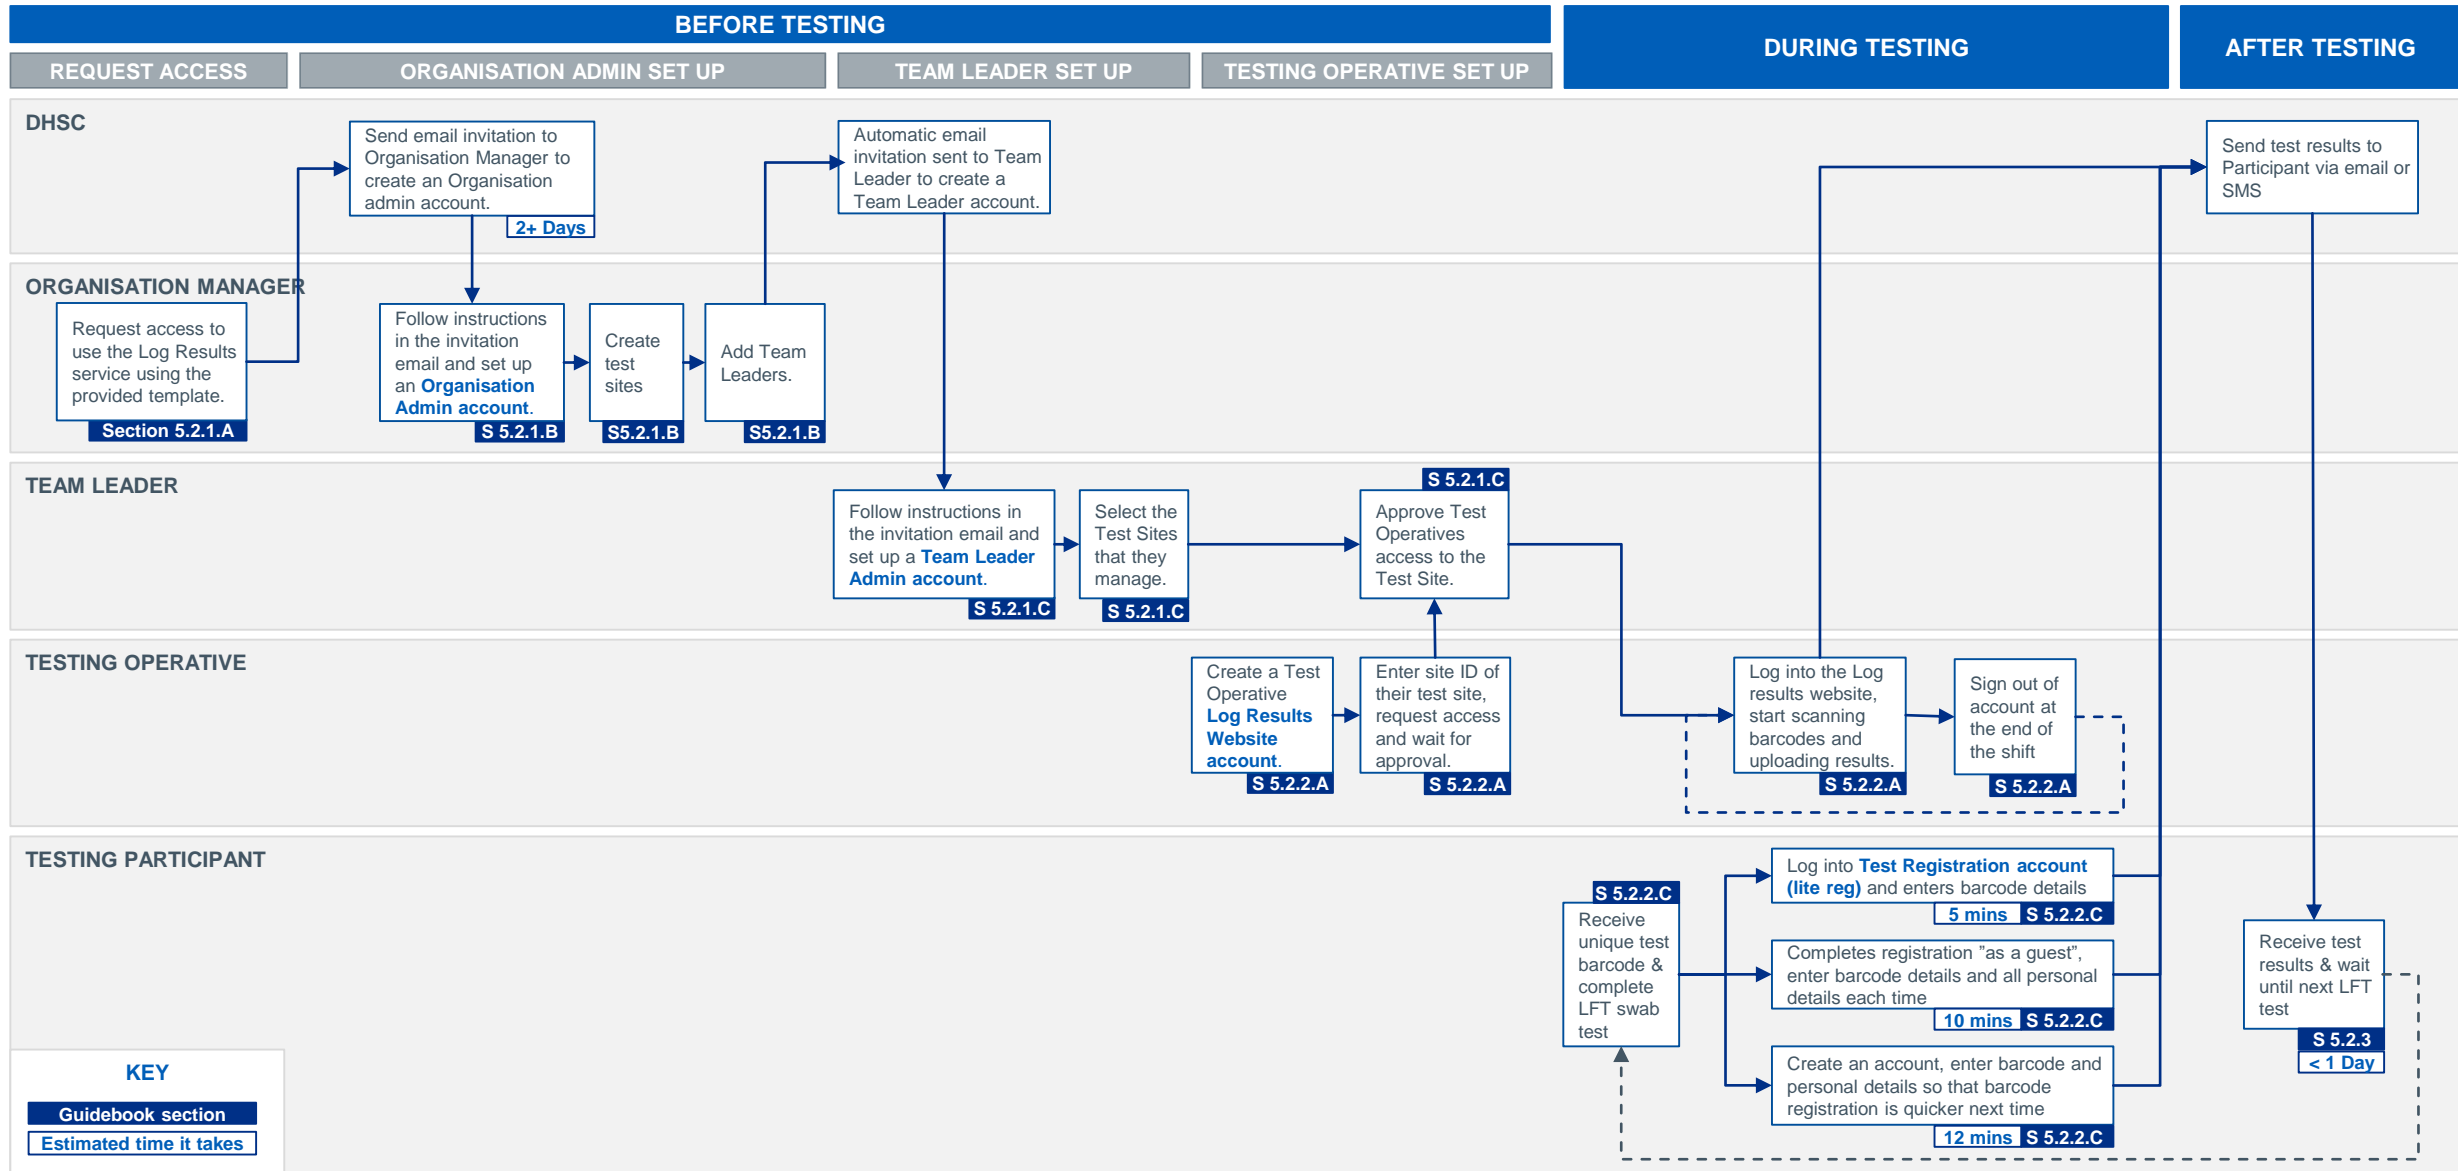 BEFORE TESTING
DURING TESTING
AFTER TESTING
REQUEST ACCESS
ORGANISATION ADMIN SET UP
TEAM LEADER SET UP
TESTING OPERATIVE SET UP
DHSC
Send email invitation to
Organisation Manager to
create an Organisation
admin account.
2+ Days
Automatic email
invitation sent to Team
Leader to create a
Team Leader account.
Send test results to
Participant via email or
SMS
ORGANISATION MANAGER
Request access to
use the Log Results
service using the
provided template.
Section 5.2.1.A
Follow instructions
in the invitation
email and set up
an Organisation
Admin account.
S 5.2.1.B
Create
test
sites
S5.2.1.B
Add Team
Leaders.
S5.2.1.B
TEAM LEADER
Follow instructions in
the invitation email and
set up a Team Leader
Admin account.
S 5.2.1.C
Select the
Test Sites
that they
manage.
S 5.2.1.C
S 5.2.1.C
Approve Test
Operatives
access to the
Test Site.
TESTING OPERATIVE
Create a Test
Operative
Log Results
Website
account.
S 5.2.2.A
Enter site ID of
their test site,
request access
and wait for
approval.
S 5.2.2.A
Log into the Log
results website,
start scanning
barcodes and
uploading results.
S 5.2.2.A
Sign out of
account at
the end of
the shift
S 5.2.2.A
TESTING PARTICIPANT
S 5.2.2.C
Receive
unique test
barcode &
complete
LFT swab
test
Log into Test Registration account
(lite reg) and enters barcode details
5 mins S 5.2.2.C
Completes registration ”as a guest”,
enter barcode details and all personal
details each time
10 mins S 5.2.2.C
Create an account, enter barcode and
personal details so that barcode
registration is quicker next time
12 mins S 5.2.2.C
Receive test
results & wait
until next LFT
test
S 5.2.3
< 1 Day
KEY
Guidebook section
Estimated time it takes